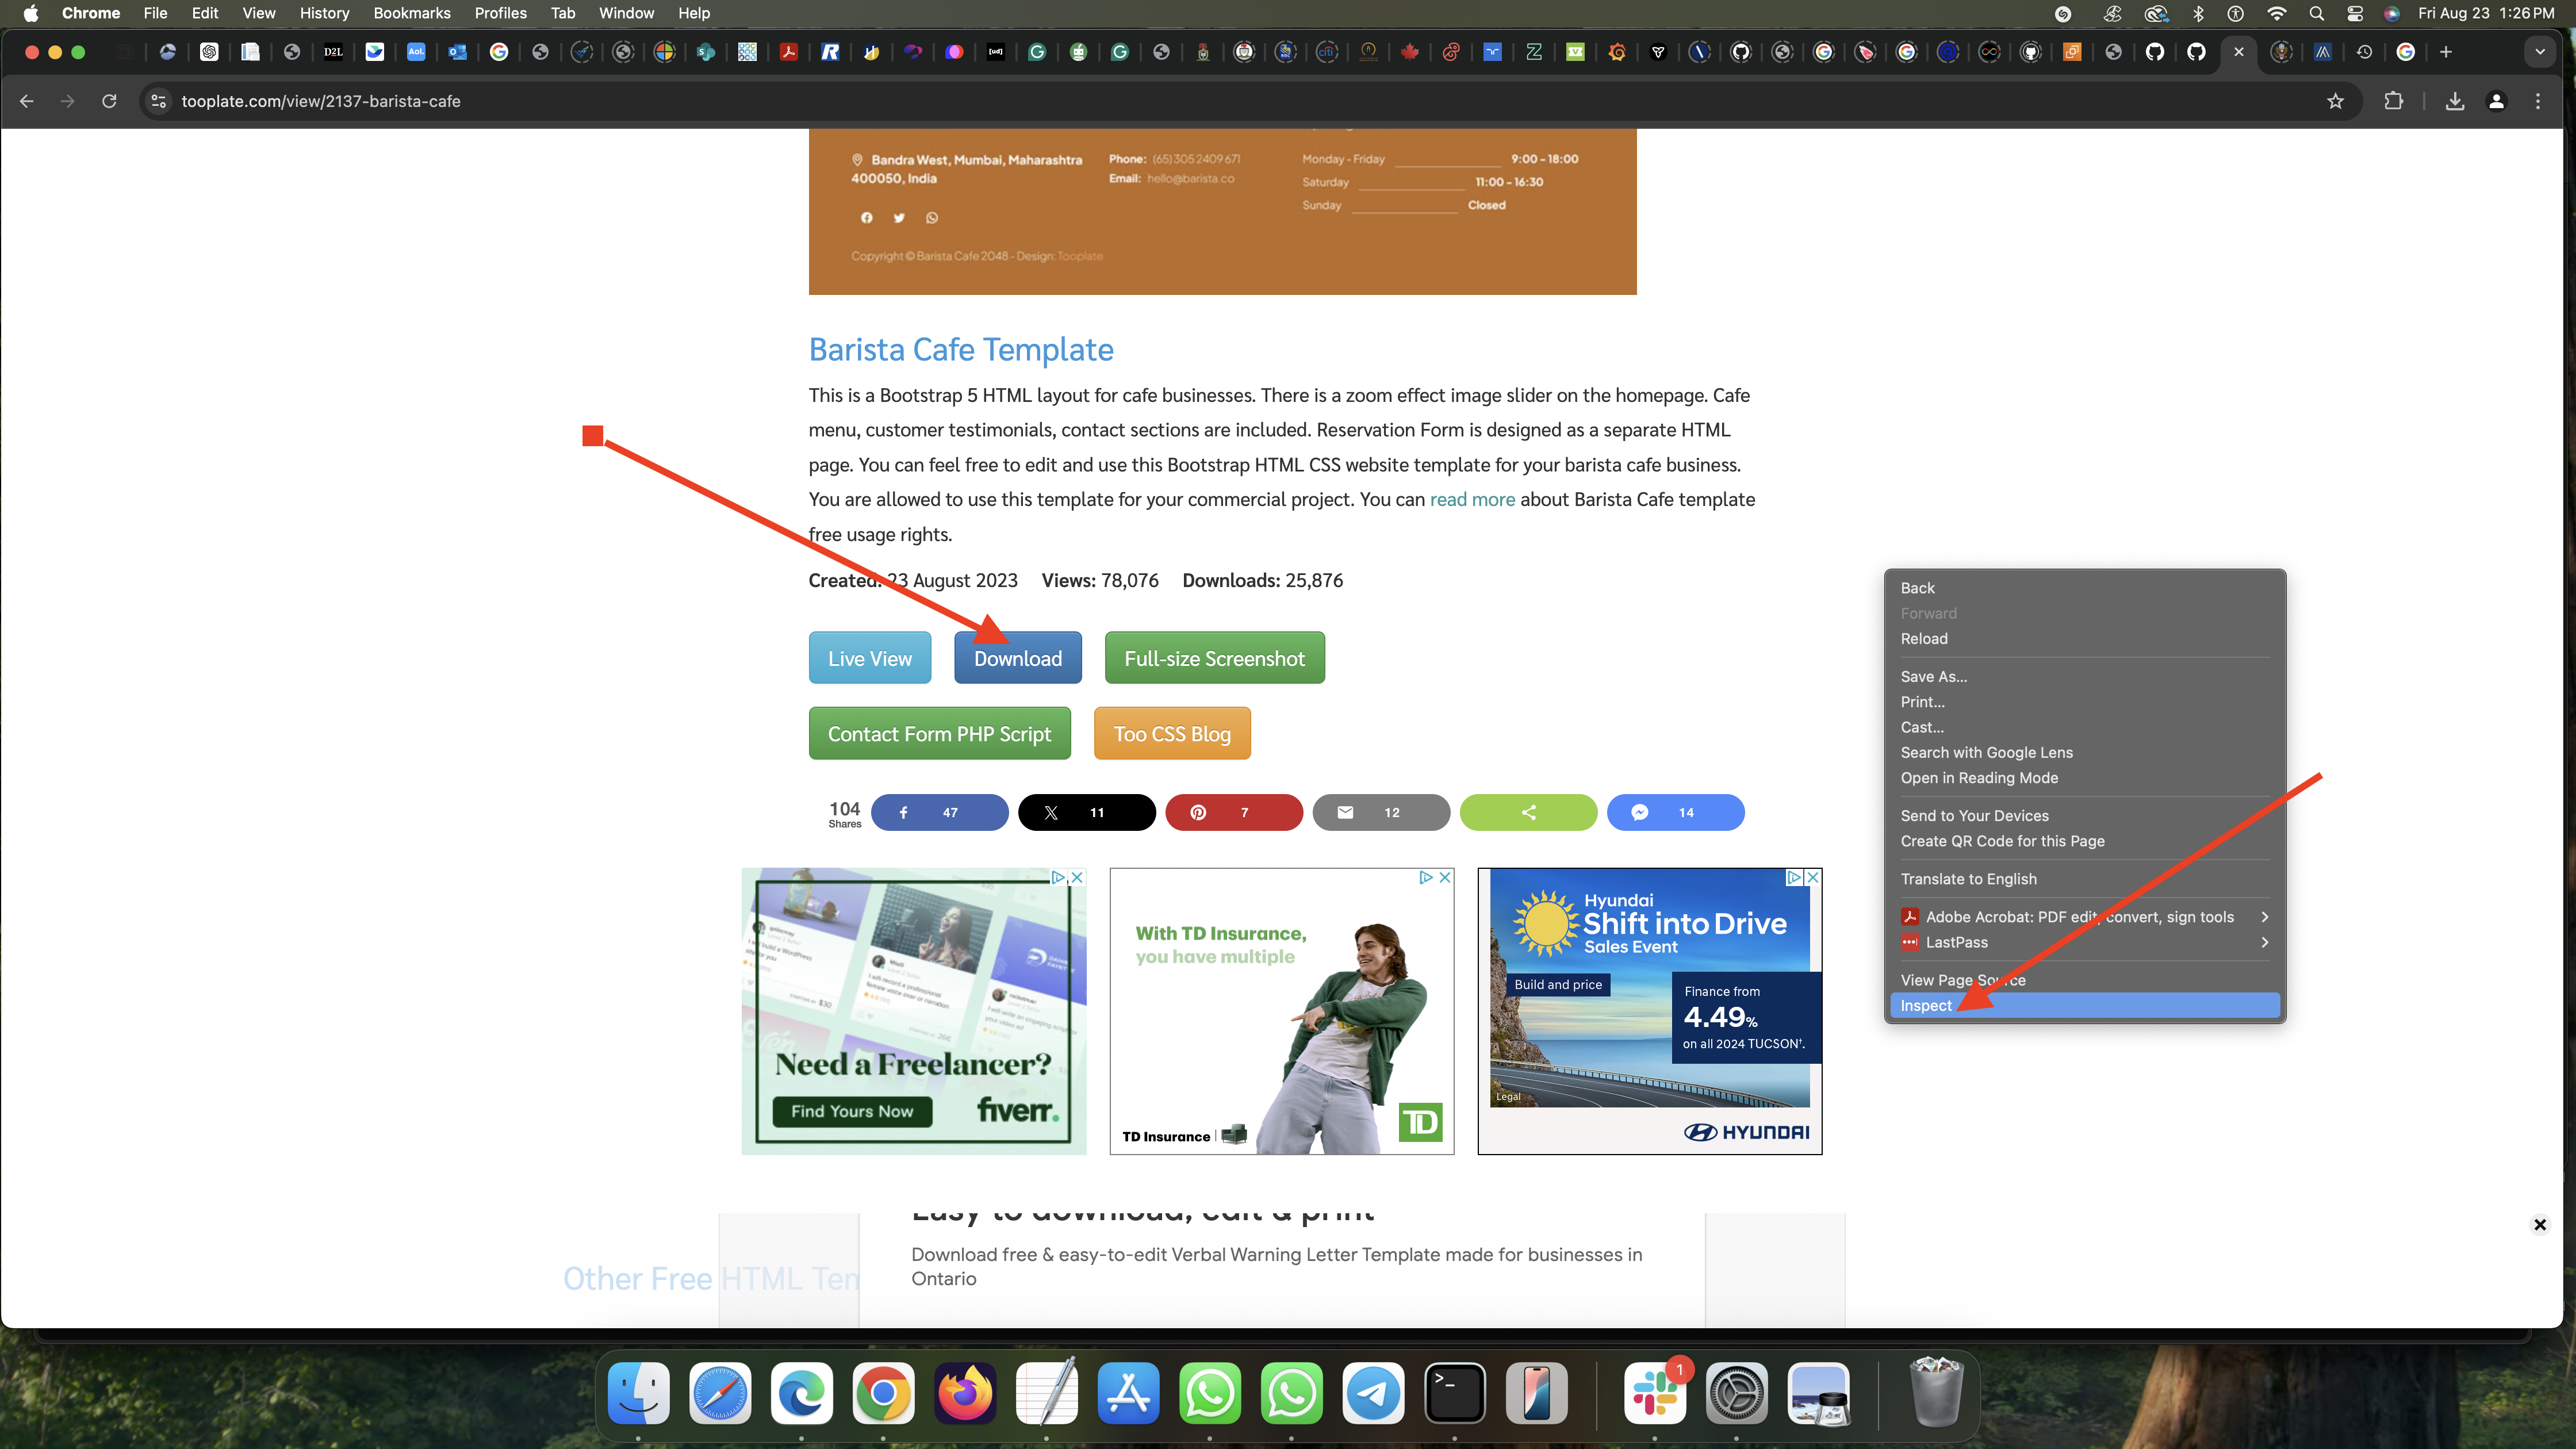 Chrome File Edit View History Bookmarks Profiles Tab Window Help
Fri Aug 23 1:26 PM
D2L
Aol.
[ud]
tooplate.com/view/2137-barista-cafe
Bandra West, Mumbai, Maharashtra
400050, India
Phone: (65) 305 2409 671
Email: hello@barista.co
Monday - Friday 9:00 - 18:00
Saturday 11:00 - 16:30
Sunday Closed
Copyright © Barista Cafe 2048 - Design: Tooplate
Barista Cafe Template
This is a Bootstrap 5 HTML layout for cafe businesses. There is a zoom effect image slider on the homepage. Cafe
menu, customer testimonials, contact sections are included. Reservation Form is designed as a separate HTML
page. You can feel free to edit and use this Bootstrap HTML CSS website template for your barista cafe business.
You are allowed to use this template for your commercial project. You can read more about Barista Cafe template
free usage rights.
Created: 23 August 2023 Views: 78,076 Downloads: 25,876
Live View Download Full-size Screenshot
Contact Form PHP Script Too CSS Blog
104
Shares
47 11 7 12 14
Back
Forward
Reload
Save As...
Print...
Cast...
Search with Google Lens
Open in Reading Mode
Send to Your Devices
Create QR Code for this Page
Translate to English
Adobe Acrobat: PDF edit, convert, sign tools
LastPass
View Page Source
Inspect
Need a Freelancer?
Find Yours Now
fiverr.
With TD Insurance,
you have multiple
TD Insurance
TD
Hyundai
Shift into Drive
Sales Event
Build and price
Finance from
4.49%
on all 2024 TUCSON†.
Legal
HYUNDAI
Easy to download, edit & print
Download free & easy-to-edit Verbal Warning Letter Template made for businesses in
Ontario
Other Free HTML Tem
1